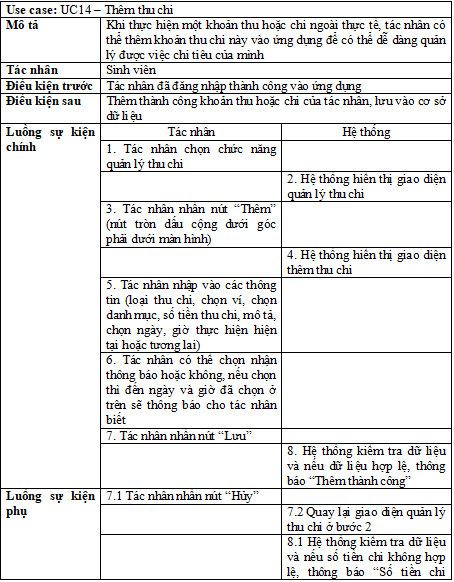 Use case: UC14 – Thêm thu chi
Mô tả
Khi thực hiện một khoản thu hoặc chi ngoài thực tế, tác nhân có
thể thêm khoản thu chi này vào ứng dụng để có thể dễ dàng quản
lý được việc chi tiêu của mình
Tác nhân
Sinh viên
Điều kiện trước
Tác nhân đã đăng nhập thành công vào ứng dụng
Điều kiện sau
Thêm thành công khoản thu hoặc chi của tác nhân, lưu vào cơ sở
dữ liệu
Luồng sự kiện
chính
Tác nhân
Hệ thống
1. Tác nhân chọn chức năng
quản lý thu chi
2. Hệ thống hiển thị giao diện
quản lý thu chi
3. Tác nhân nhấn nút “Thêm”
(nút tròn dấu cộng dưới góc
phải dưới màn hình)
4. Hệ thống hiển thị giao diện
thêm thu chi
5. Tác nhân nhập vào các thông
tin (loại thu chi, chọn ví, chọn
danh mục, số tiền thu chi, mô tả,
chọn ngày, giờ thực hiện hiện
tại hoặc tương lai)
6. Tác nhân có thể chọn nhận
thông báo hoặc không, nếu chọn
thì đến ngày và giờ đã chọn ở
trên sẽ thông báo cho tác nhân
biết
7. Tác nhân nhấn nút “Lưu”
8. Hệ thống kiểm tra dữ liệu
và nếu dữ liệu hợp lệ, thông
báo “Thêm thành công”
Luồng sự kiện
phụ
7.1 Tác nhân nhấn nút “Hủy”
7.2 Quay lại giao diện quản lý
thu chi ở bước 2
8.1 Hệ thống kiểm tra dữ liệu
và nếu số tiền chi không hợp
lệ, thông báo “Số tiền chi